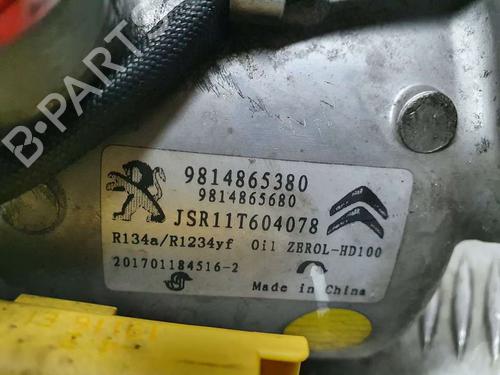 B-PARTS
9814865380
9814865680
JSR11T604078
R134a/R1234yf Oil ZEROL-HD100
201701184516-2
Made in China